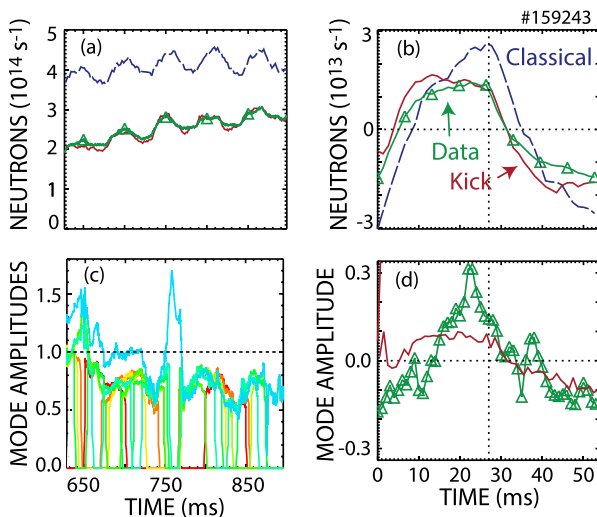 #159243
NEUTRONS (10¹⁴ s⁻¹)
5
4
3
2
1
0
(a)
NEUTRONS (10¹³ s⁻¹)
3
0
-3
(b)
Classical
Data
Kick
MODE AMPLITUDES
1.5
1.0
0.5
0.0
(c)
650 750 850
TIME (ms)
MODE AMPLITUDE
0.3
0.0
-0.3
(d)
0 10 20 30 40 50
TIME (ms)